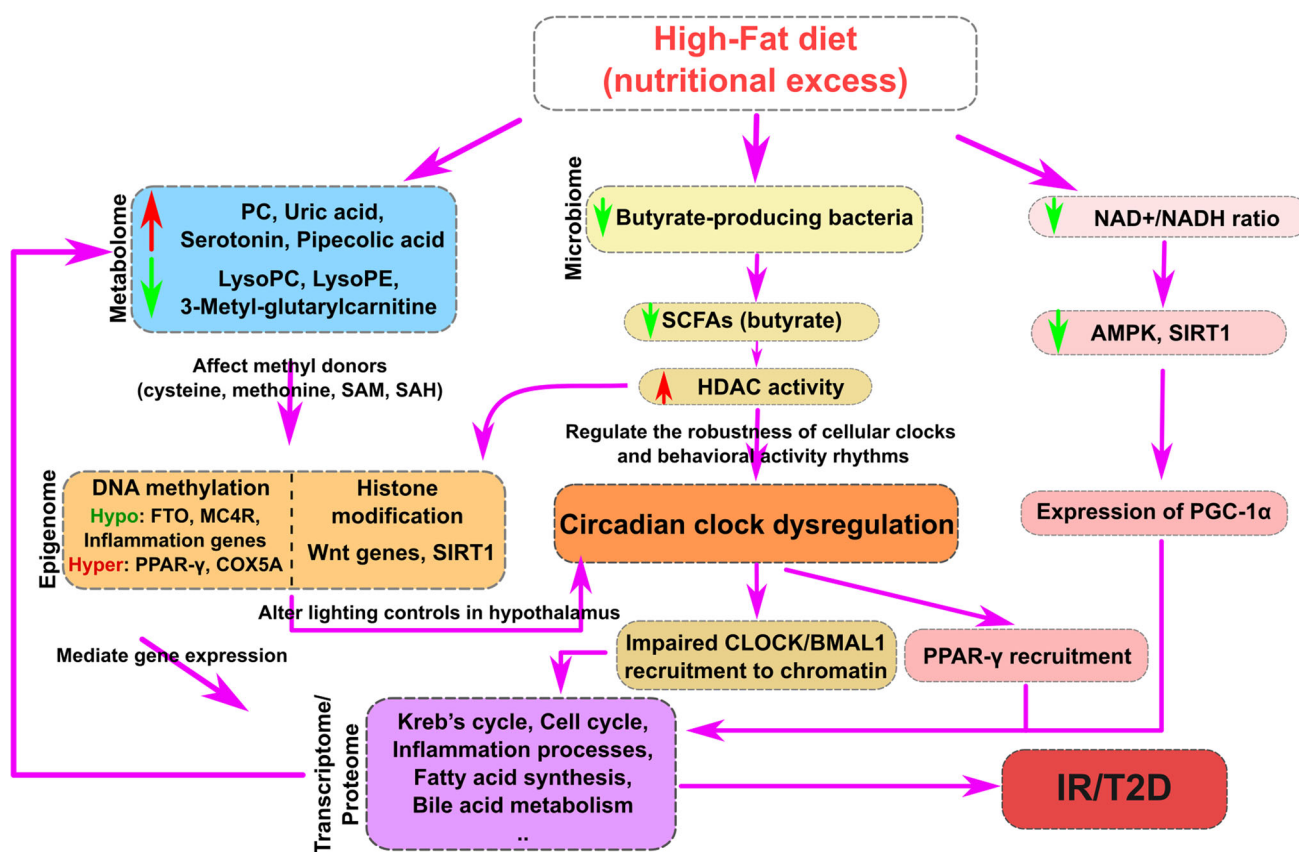 High-Fat diet
(nutritional excess)
Metabolome
PC, Uric acid,
Serotonin, Pipecolic acid
LysoPC, LysoPE,
3-Metyl-glutarylcarnitine
Microbiome
Butyrate-producing bacteria
NAD+/NADH ratio
SCFAs (butyrate)
AMPK, SIRT1
HDAC activity
Affect methyl donors
(cysteine, methonine, SAM, SAH)
Regulate the robustness of cellular clocks
and behavioral activity rhythms
Epigenome
DNA methylation
Hypo: FTO, MC4R,
Inflammation genes
Hyper: PPAR-γ, COX5A
Histone
modification
Wnt genes, SIRT1
Circadian clock dysregulation
Expression of PGC-1α
Alter lighting controls in hypothalamus
Mediate gene expression
Impaired CLOCK/BMAL1
recruitment to chromatin
PPAR-γ recruitment
Transcriptome/
Proteome
Kreb's cycle, Cell cycle,
Inflammation processes,
Fatty acid synthesis,
Bile acid metabolism
..
IR/T2D